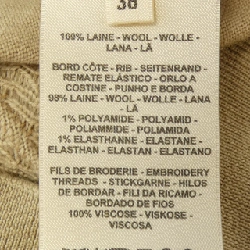 38
100% LAINE - WOOL - WOLLE -
LANA - LÃ
BORD CÔTE - RIB - SEITENRAND -
REMATE ELÁSTICO - ORLO A
COSTINE - PUNHO E BORDA
98% LAINE - WOOL - WOLLE - LANA
- LÃ
1% POLYAMIDE - POLYAMID -
POLIAMMIDE - POLIAMIDA
1% ELASTHANNE - ELASTANE -
ELASTHAN - ELASTAN - ELASTANO
FILS DE BRODERIE - EMBROIDERY
THREADS - STICKGARNE - HILOS
DE BORDAR - FILI DA RICAMO -
BORDADO DE FIOS
100% VISCOSE - VISKOSE -
VISCOSA